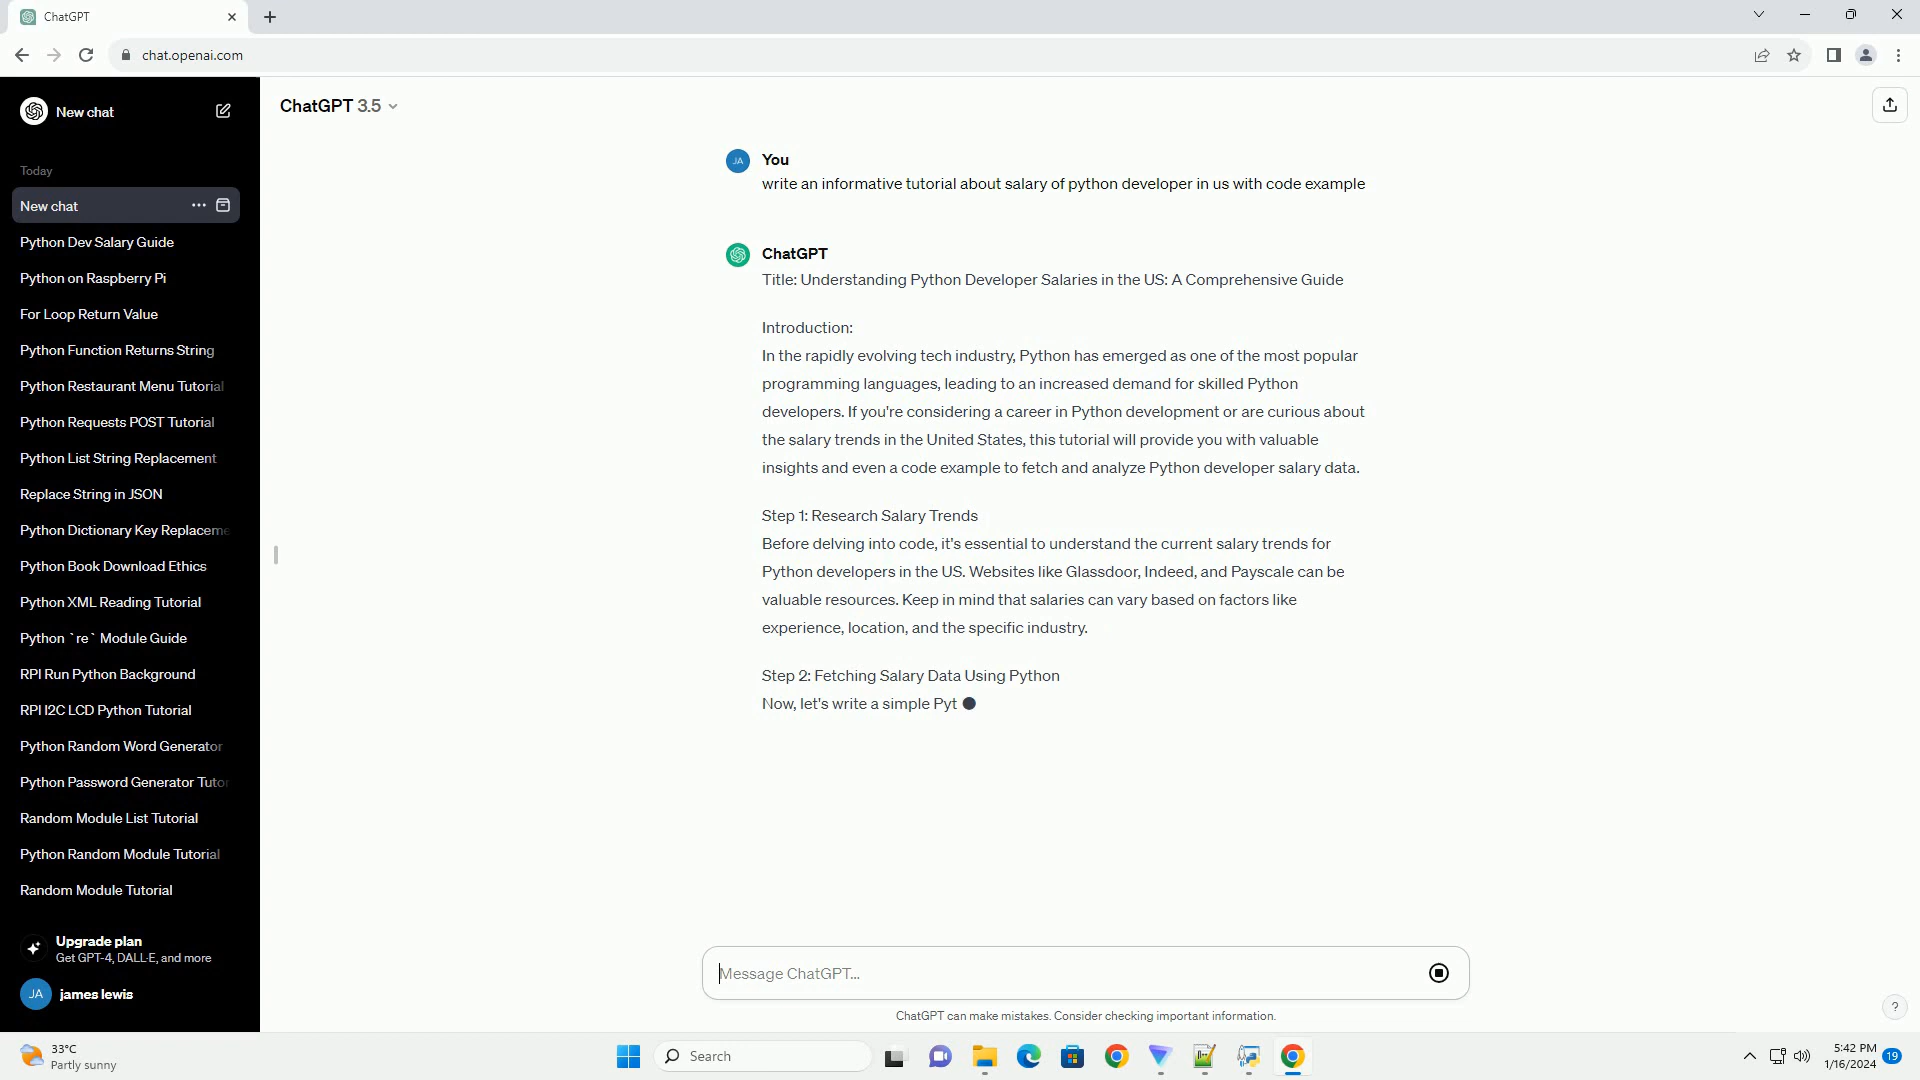 ChatGPT
chat.openai.com
New chat
Today
New chat
Python Dev Salary Guide
Python on Raspberry Pi
For Loop Return Value
Python Function Returns String
Python Restaurant Menu Tutorial
Python Requests POST Tutorial
Python List String Replacement
Replace String in JSON
Python Dictionary Key Replaceme
Python Book Download Ethics
Python XML Reading Tutorial
Python `re` Module Guide
RPI Run Python Background
RPI I2C LCD Python Tutorial
Python Random Word Generator
Python Password Generator Tutor
Random Module List Tutorial
Python Random Module Tutorial
Random Module Tutorial
Upgrade plan
Get GPT-4, DALL·E, and more
JA james lewis
ChatGPT 3.5
JA You
write an informative tutorial about salary of python developer in us with code example
ChatGPT
Title: Understanding Python Developer Salaries in the US: A Comprehensive Guide
Introduction:
In the rapidly evolving tech industry, Python has emerged as one of the most popular
programming languages, leading to an increased demand for skilled Python
developers. If you're considering a career in Python development or are curious about
the salary trends in the United States, this tutorial will provide you with valuable
insights and even a code example to fetch and analyze Python developer salary data.
Step 1: Research Salary Trends
Before delving into code, it's essential to understand the current salary trends for
Python developers in the US. Websites like Glassdoor, Indeed, and Payscale can be
valuable resources. Keep in mind that salaries can vary based on factors like
experience, location, and the specific industry.
Step 2: Fetching Salary Data Using Python
Now, let's write a simple Pyt
Message ChatGPT...
ChatGPT can make mistakes. Consider checking important information.
?
33°C
Partly sunny
Search
5:42 PM
1/16/2024
19